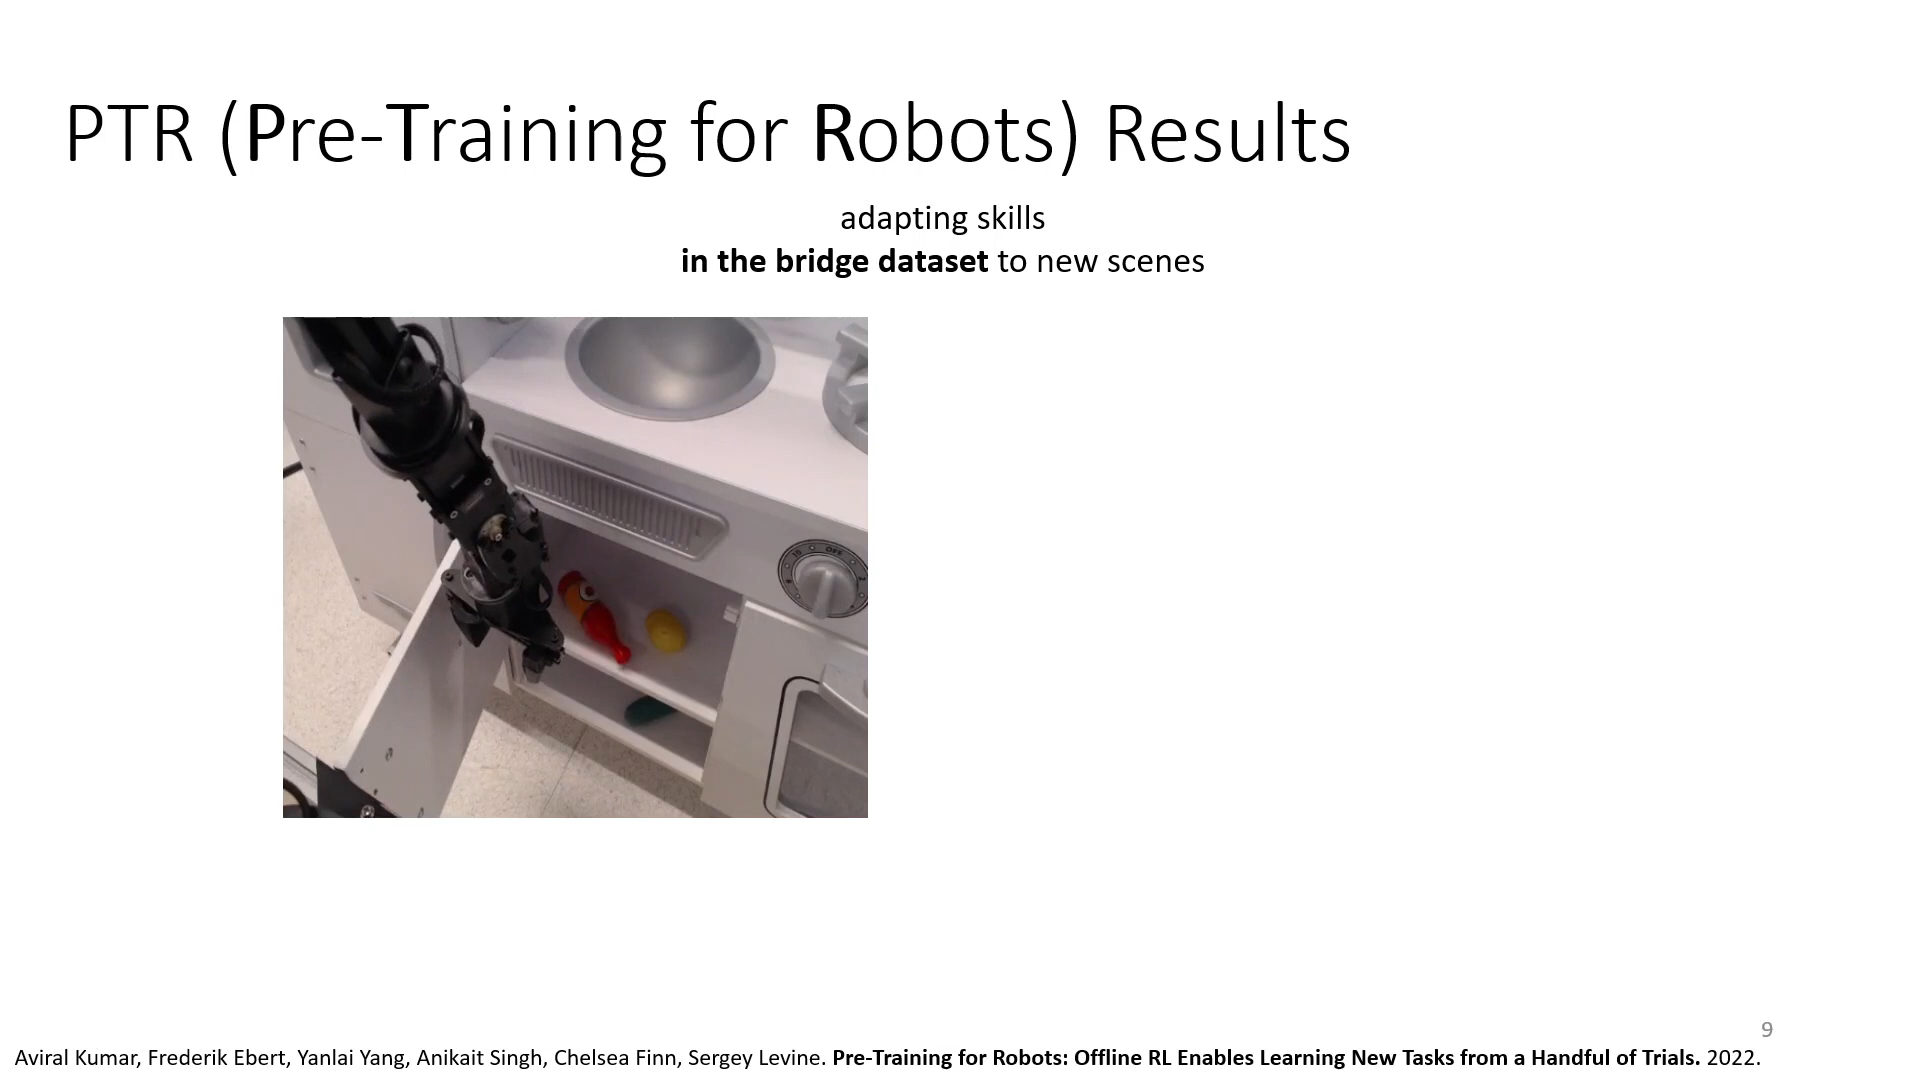 PTR (Pre-Training for Robots) Results
adapting skills
in the bridge dataset to new scenes
OFF
9
Aviral Kumar, Frederik Ebert, Yanlai Yang, Anikait Singh, Chelsea Finn, Sergey Levine. Pre-Training for Robots: Offline RL Enables Learning New Tasks from a Handful of Trials. 2022.